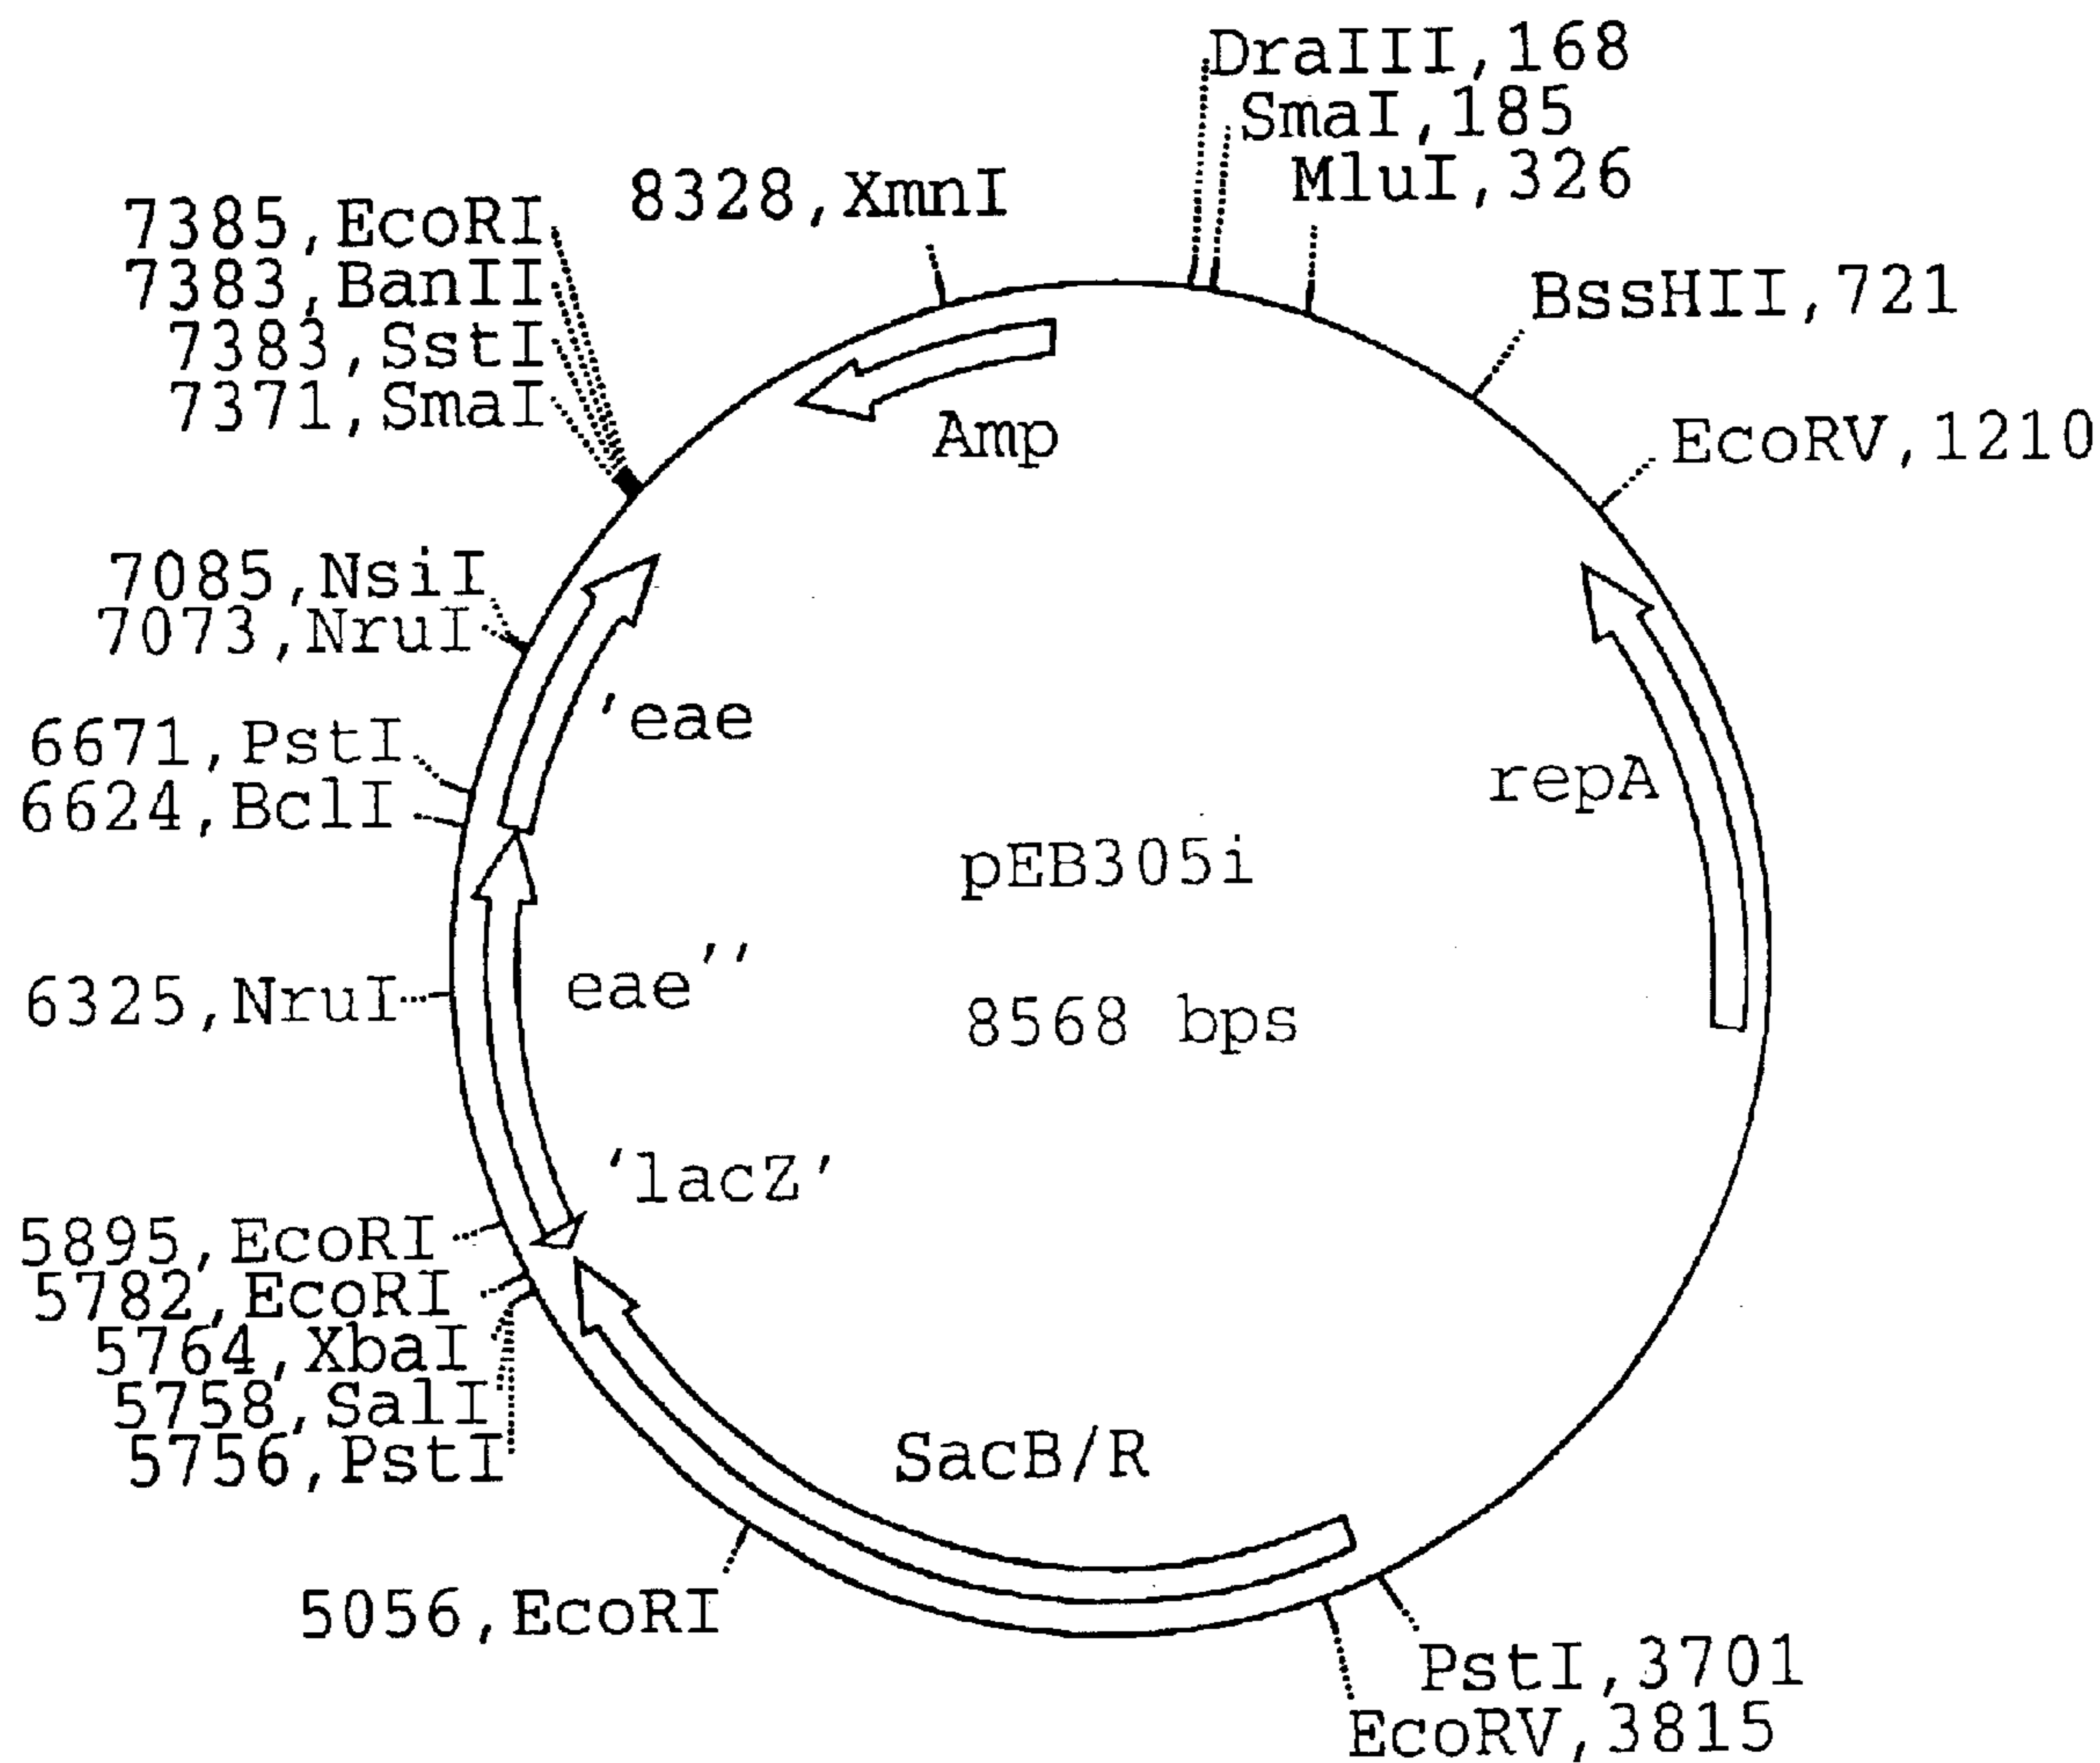 DraIII,168
SmaI,185
MluI,326
8328,XmnI
7385,EcoRI
7383,BanII
7383,SstI
7371,SmaI
BssHII,721
EcoRV,1210
Amp
7085,NsiI
7073,NruI
'eae
6671,PstI
6624,BclI
repA
pEB305i
eae''
6325,NruI
8568 bps
'lacZ'
5895,EcoRI
5782,EcoRI
5764,XbaI
5758,SalI
5756,PstI
SacB/R
5056,EcoRI
PstI,3701
EcoRV,3815